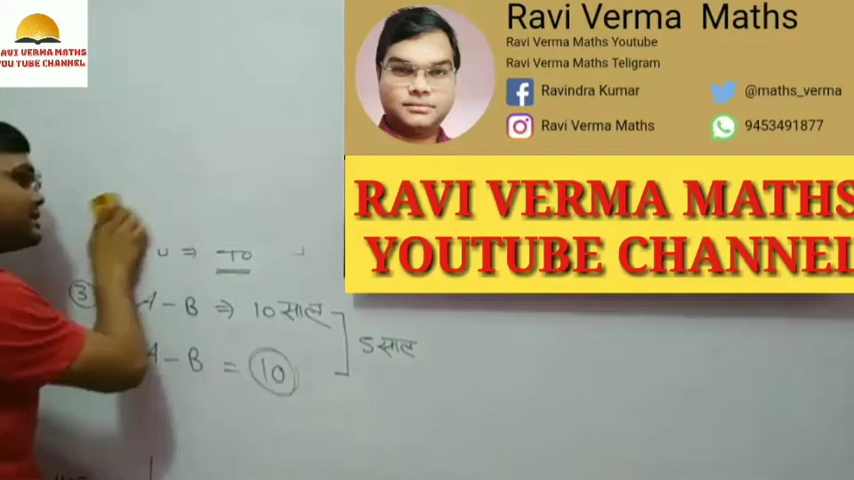 RAVI VERMA MATHS
YOU TUBE CHANNEL
Ravi Verma Maths
Ravi Verma Maths Youtube
Ravi Verma Maths Teligram
Ravindra Kumar
@maths_verma
Ravi Verma Maths
9453491877
RAVI VERMA MATHS
YOUTUBE CHANNEL
⇒ 10
③ A - B ⇒ 10 साल
5 साल
A - B = 10